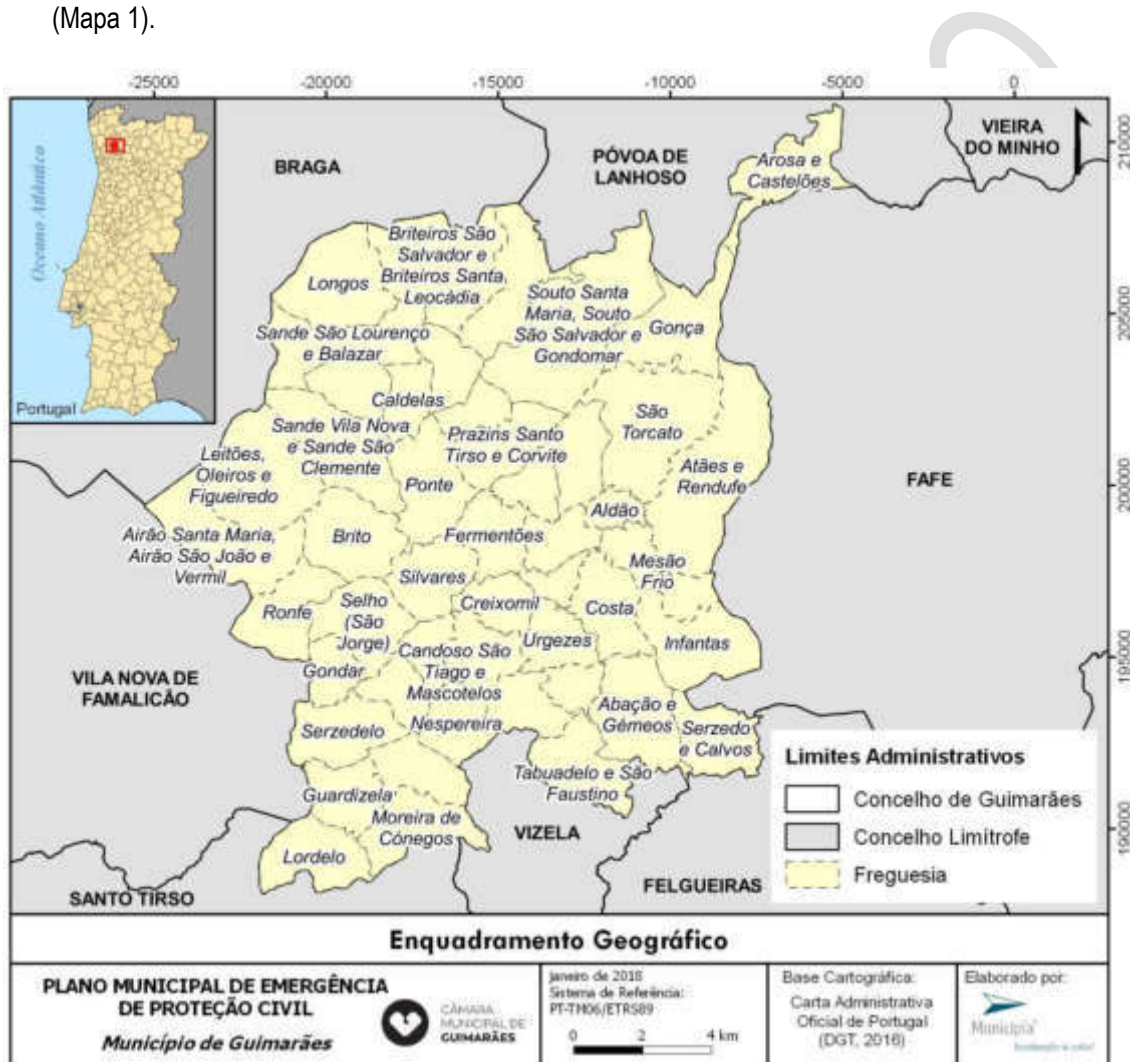 (Mapa 1).
-25000
-20000
-15000
-10000
-5000
0
210000
205000
200000
195000
190000
Oceano Atlântico
Portugal
BRAGA
PÓVOA DE
LANHOSO
VIEIRA
DO MINHO
Arosa e
Castelões
Briteiros São
Salvador e
Briteiros Santa
Leocádia
Longos
Souto Santa
Maria, Souto
São Salvador e
Gondomar
Gonça
Sande São Lourenço
e Balazar
Caldelas
São
Torcato
Sande Vila Nova
e Sande São
Clemente
Prazins Santo
Tirso e Corvite
Leitões,
Oleiros e
Figueiredo
Ponte
Atães e
Rendufe
FAFE
Aldão
Airão Santa Maria,
Airão São João e
Vermil
Brito
Fermentões
Mesão
Frio
Silvares
Ronfe
Selho
(São
Jorge)
Creixomil
Costa
Urgezes
Infantas
Candoso São
Tiago e
Mascotelos
Gondar
VILA NOVA DE
FAMALICÃO
Serzedelo
Nespereira
Abação e
Gémeos
Serzedo
e Calvos
Tabuadelo e São
Faustino
Guardizela
Moreira de
Cónegos
VIZELA
Lordelo
SANTO TIRSO
FELGUEIRAS
Limites Administrativos
Concelho de Guimarães
Concelho Limítrofe
Freguesia
Enquadramento Geográfico
PLANO MUNICIPAL DE EMERGÊNCIA
DE PROTEÇÃO CIVIL
Município de Guimarães
CÂMARA
MUNICIPAL DE
GUIMARÃES
Janeiro de 2018
Sistema de Referência:
PT-TM06/ETRS89
0 2 4 km
Base Cartográfica:
Carta Administrativa
Oficial de Portugal
(DGT, 2016)
Elaborado por:
Municípia